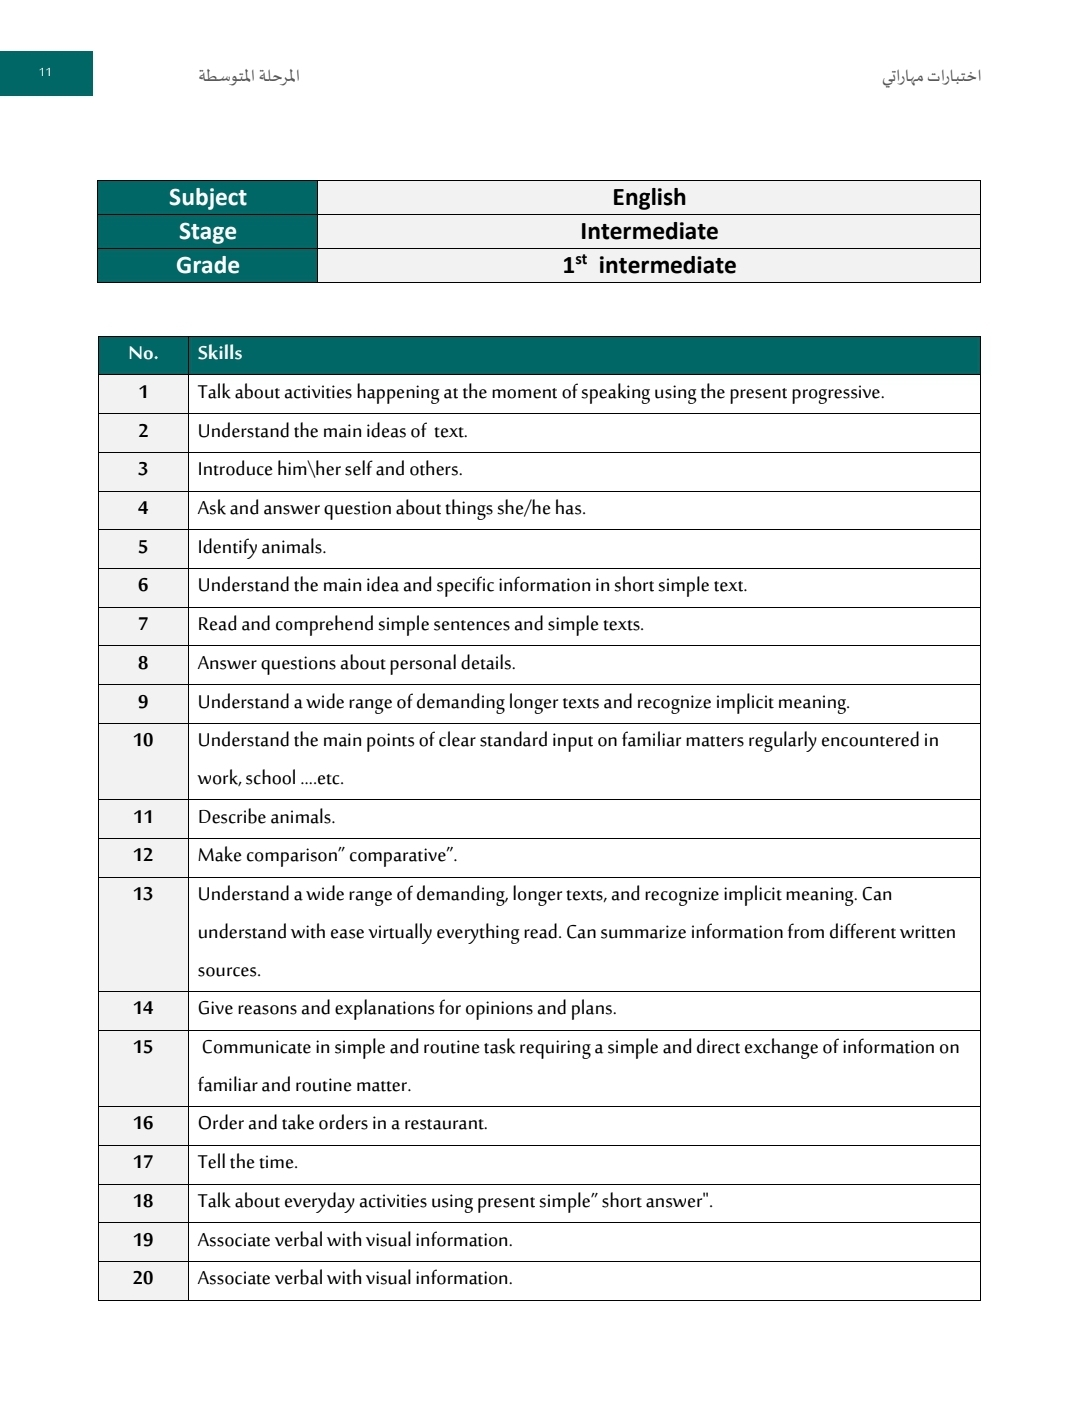 11
المرحلة المتوسطة
اختبارات مهاراتي
Subject English
Stage Intermediate
Grade 1st intermediate
No. Skills
1 Talk about activities happening at the moment of speaking using the present progressive.
2 Understand the main ideas of text.
3 Introduce him\her self and others.
4 Ask and answer question about things she/he has.
5 Identify animals.
6 Understand the main idea and specific information in short simple text.
7 Read and comprehend simple sentences and simple texts.
8 Answer questions about personal details.
9 Understand a wide range of demanding longer texts and recognize implicit meaning.
10 Understand the main points of clear standard input on familiar matters regularly encountered in
work, school ....etc.
11 Describe animals.
12 Make comparison” comparative”.
13 Understand a wide range of demanding, longer texts, and recognize implicit meaning. Can
understand with ease virtually everything read. Can summarize information from different written
sources.
14 Give reasons and explanations for opinions and plans.
15 Communicate in simple and routine task requiring a simple and direct exchange of information on
familiar and routine matter.
16 Order and take orders in a restaurant.
17 Tell the time.
18 Talk about everyday activities using present simple” short answer".
19 Associate verbal with visual information.
20 Associate verbal with visual information.